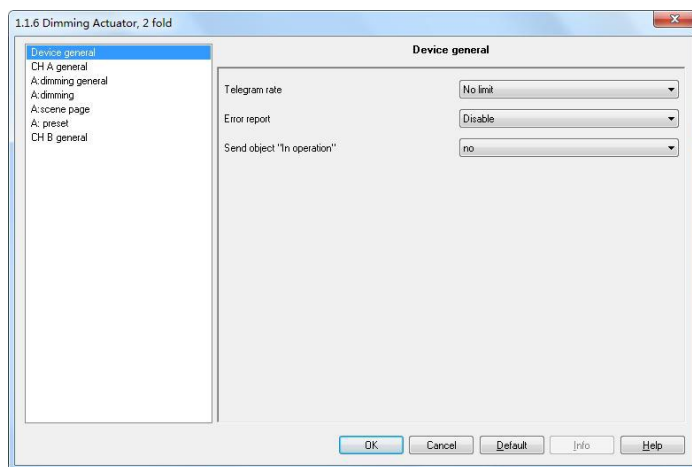 1.1.6 Dimming Actuator, 2 fold
Device general
CH A general
A:dimming general
A:dimming
A:scene page
A: preset
CH B general
Device general
Telegram rate No limit
Error report Disable
Send object "In operation" no
OK Cancel Default Info Help